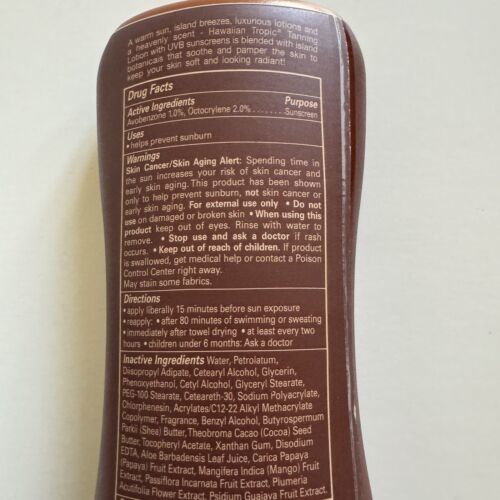 A warm sun, island breezes, luxurious lotions and
a heavenly scent - Hawaiian Tropic® Tanning
Lotion with UVB sunscreens is blended with island
botanicals that soothe and pamper the skin to
keep your skin soft and looking radiant!
Drug Facts
Active Ingredients Purpose
Avobenzone 1.0%, Octocrylene 2.0% . . . . . . . Sunscreen
Uses
• helps prevent sunburn
Warnings
Skin Cancer/Skin Aging Alert: Spending time in
the sun increases your risk of skin cancer and
early skin aging. This product has been shown
only to help prevent sunburn, not skin cancer or
early skin aging. For external use only • Do not
use on damaged or broken skin • When using this
product keep out of eyes. Rinse with water to
remove. • Stop use and ask a doctor if rash
occurs. • Keep out of reach of children. If product
is swallowed, get medical help or contact a Poison
Control Center right away.
May stain some fabrics.
Directions
• apply liberally 15 minutes before sun exposure
• reapply: • after 80 minutes of swimming or sweating
• immediately after towel drying • at least every two
hours • children under 6 months: Ask a doctor
Inactive Ingredients Water, Petrolatum,
Diisopropyl Adipate, Cetearyl Alcohol, Glycerin,
Phenoxyethanol, Cetyl Alcohol, Glyceryl Stearate,
PEG-100 Stearate, Ceteareth-30, Sodium Polyacrylate,
Chlorphenesin, Acrylates/C12-22 Alkyl Methacrylate
Copolymer, Fragrance, Benzyl Alcohol, Butyrospermum
Parkii (Shea) Butter, Theobroma Cacao (Cocoa) Seed
Butter, Tocopheryl Acetate, Xanthan Gum, Disodium
EDTA, Aloe Barbadensis Leaf Juice, Carica Papaya
(Papaya) Fruit Extract, Mangifera Indica (Mango) Fruit
Extract, Passiflora Incarnata Fruit Extract, Plumeria
Acutifolia Flower Extract, Psidium Guajava Fruit Extract,